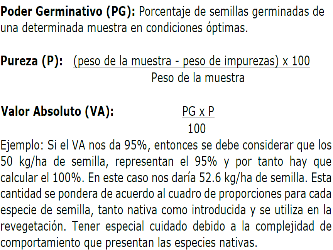 Poder Germinativo (PG): Porcentaje de semillas germinadas de
una determinada muestra en condiciones óptimas.
Pureza (P): (peso de la muestra - peso de impurezas) x 100
Peso de la muestra
Valor Absoluto (VA): PG x P
100
Ejemplo: Si el VA nos da 95%, entonces se debe considerar que los
50 kg/ha de semilla, representan el 95% y por tanto hay que
calcular el 100%. En este caso nos daría 52.6 kg/ha de semilla. Esta
cantidad se pondera de acuerdo al cuadro de proporciones para cada
especie de semilla, tanto nativa como introducida y se utiliza en la
revegetación. Tener especial cuidado debido a la complejidad de
comportamiento que presentan las especies nativas.